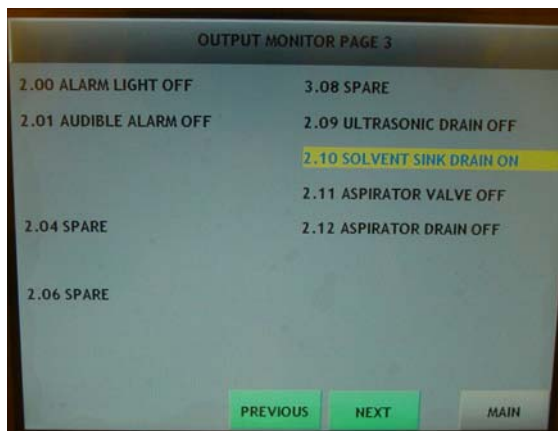 OUTPUT MONITOR PAGE 3
2.00 ALARM LIGHT OFF
2.01 AUDIBLE ALARM OFF
2.04 SPARE
2.06 SPARE
3.08 SPARE
2.09 ULTRASONIC DRAIN OFF
2.10 SOLVENT SINK DRAIN ON
2.11 ASPIRATOR VALVE OFF
2.12 ASPIRATOR DRAIN OFF
PREVIOUS
NEXT
MAIN